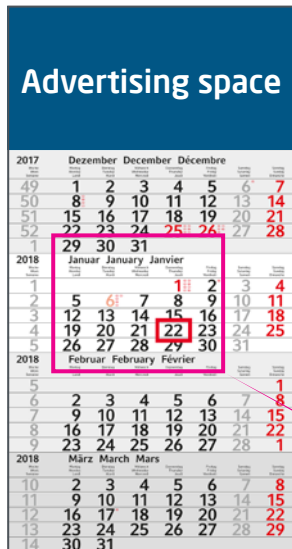 Advertising space
2017 Dezember December Décembre
49 1 2 3 4 5 6 7
50 8 9 10 11 12 13 14
51 15 16 17 18 19 20 21
52 22 23 24 25 26 27 28
1 29 30 31
2018 Januar January Janvier
1 1 2 3 4
2 5 6 7 8 9 10 11
3 12 13 14 15 16 17 18
4 19 20 21 22 23 24 25
5 26 27 28 29 30 31
2018 Februar February Février
5 1
6 2 3 4 5 6 7 8
7 9 10 11 12 13 14 15
8 16 17 18 19 20 21 22
9 23 24 25 26 27 28 1
2018 März March Mars
10 2 3 4 5 6 7 8
11 9 10 11 12 13 14 15
12 16 17 18 19 20 21 22
13 23 24 25 26 27 28 29
14 30 31